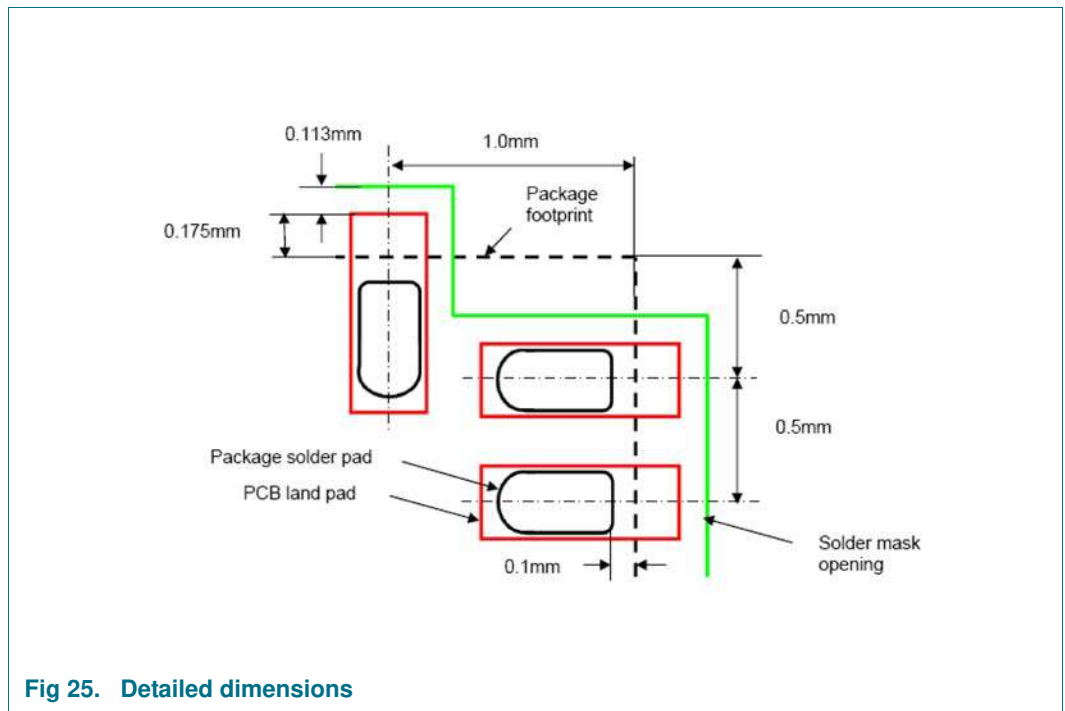 0.113mm
1.0mm
Package
footprint
0.175mm
0.5mm
0.5mm
Package solder pad
PCB land pad
0.1mm
Solder mask
opening
Fig 25. Detailed dimensions